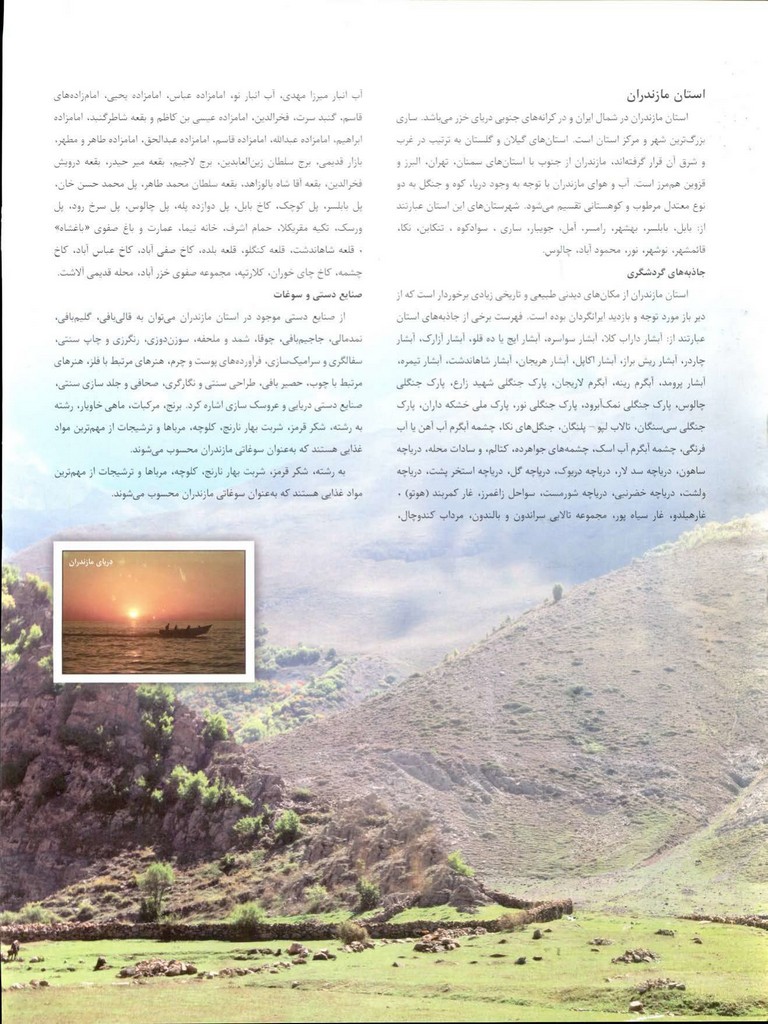 استان مازندران
استان مازندران در شمال ایران و در کرانه‌های جنوبی دریای خزر می‌باشد. ساری
بزرگ‌ترین شهر و مرکز استان است. استان‌های گیلان و گلستان به ترتیب در غرب
و شرق آن قرار گرفته‌اند، مازندران از جنوب با استان‌های سمنان، تهران، البرز و
قزوین هم‌مرز است. آب و هوای مازندران با توجه به وجود دریا، کوه و جنگل به دو
نوع معتدل مرطوب و کوهستانی تقسیم می‌شود. شهرستان‌های این استان عبارتند
از: بابل، بابلسر، بهشهر، رامسر، آمل، جویبار، ساری ، سوادکوه ، تنکابن، نکا،
قائمشهر، نوشهر، نور، محمود آباد، چالوس.
جاذبه‌های گردشگری
استان مازندران از مکان‌های دیدنی طبیعی و تاریخی زیادی برخوردار است که از
دیر باز مورد توجه و بازدید ایرانگردان بوده است. فهرست برخی از جاذبه‌های استان
عبارتند از: آبشار داراب کلا، آبشار سواسره، آبشار ایج یا ده قلو، آبشار آزارک، آبشار
چاردر، آبشار ریش براز، آبشار اکاپل، آبشار هریجان، آبشار شاهاندشت، آبشار تیمره،
آبشار پرومد، آبگرم رینه، آبگرم لاریجان، پارک جنگلی شهید زارع، پارک جنگلی
چالوس، پارک جنگلی نمک‌آبرود، پارک جنگلی نور، پارک ملی خشکه داران، پارک
جنگلی سی‌سنگان، تالاب لپو – پلنگان، جنگل‌های نکا، چشمه آبگرم آب آهن یا آب
فرنگی، چشمه آبگرم آب اسک، چشمه‌های جواهرده، کتالم، و سادات محله، دریاچه
ساهون، دریاچه سد لار، دریاچه دریوک، دریاچه گل، دریاچه استخر پشت، دریاچه
ولشت، دریاچه خضرنبی، دریاچه شورمست، سواحل زاغمرز، غار کمربند (هوتو) ،
غارهیلدو، غار سیاه پور، مجموعه تالابی سراندون و بالندون، مرداب کندوچال،
آب انبار میرزا مهدی، آب انبار نو، امامزاده عباس، امامزاده یحیی، امامزاده‌های
قاسم، گنبد سرت، فخرالدین، امامزاده عیسی بن کاظم و بقعه شاطرگنبد، امامزاده
ابراهیم، امامزاده عبدالله، امامزاده قاسم، امامزاده عبدالحق، امامزاده طاهر و مطهر،
بازار قدیمی، برج سلطان زین‌العابدین، برج لاجیم، بقعه میر حیدر، بقعه درویش
فخرالدین، بقعه آقا شاه بالوزاهد، بقعه سلطان محمد طاهر، پل محمد حسن خان،
پل بابلسر، پل کوچک، کاخ بابل، پل دوازده پله، پل چالوس، پل سرخ رود، پل
ورسک، تکیه مقریکلا، حمام اشرف، خانه نیما، عمارت و باغ صفوی «باغشاه»
، قلعه شاهاندشت، قلعه کنگلو، قلعه بلده، کاخ صفی آباد، کاخ عباس آباد، کاخ
چشمه، کاخ چای خوران، کلارتپه، مجموعه صفوی خزر آباد، محله قدیمی آلاشت.
صنایع دستی و سوغات
از صنایع دستی موجود در استان مازندران می‌توان به قالی‌بافی، گلیم‌بافی،
نمدمالی، جاجیم‌بافی، چوقا، شمد و ملحفه، سوزن‌دوزی، رنگرزی و چاپ سنتی،
سفالگری و سرامیک‌سازی، فرآورده‌های پوست و چرم، هنرهای مرتبط با فلز، هنرهای
مرتبط با چوب، حصیر بافی، طراحی سنتی و نگارگری، صحافی و جلد سازی سنتی،
صنایع دستی دریایی و عروسک سازی اشاره کرد. برنج، مرکبات، ماهی خاویار، رشته
به رشته، شکر قرمز، شربت بهار نارنج، کلوچه، مرباها و ترشیجات از مهم‌ترین مواد
غذایی هستند که به‌عنوان سوغاتی مازندران محسوب می‌شوند.
به رشته، شکر قرمز، شربت بهار نارنج، کلوچه، مرباها و ترشیجات از مهم‌ترین
مواد غذایی هستند که به‌عنوان سوغاتی مازندران محسوب می‌شوند.
دریای مازندران